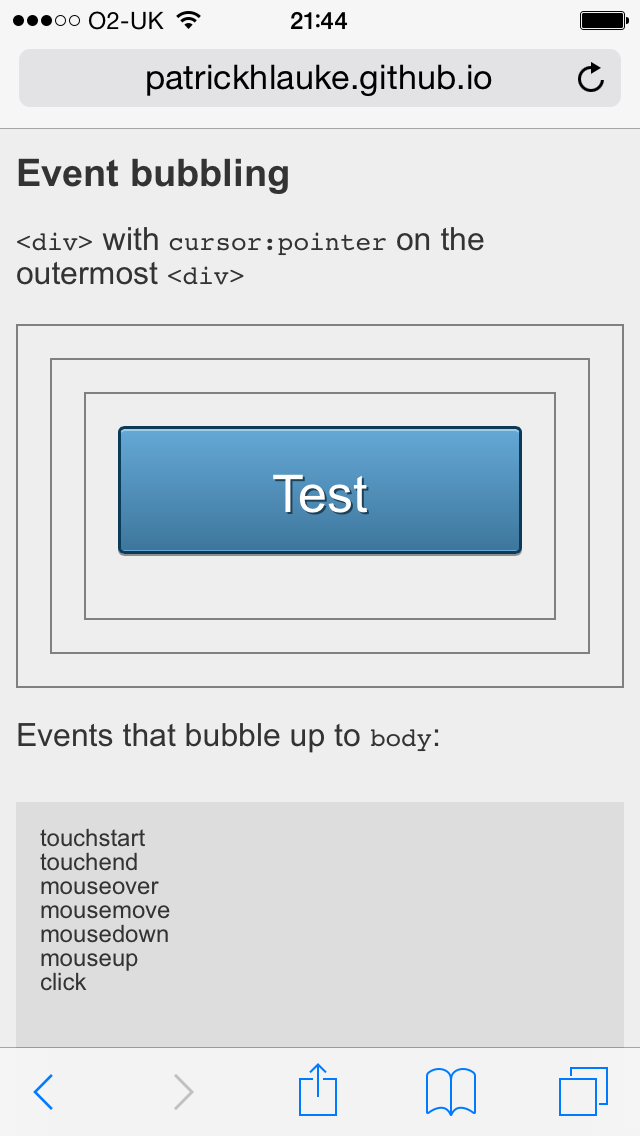 O2-UK 21:44
patrickhlauke.github.io
Event bubbling
<div> with cursor:pointer on the
outermost <div>
Test
Events that bubble up to body:
touchstart
touchend
mouseover
mousemove
mousedown
mouseup
click